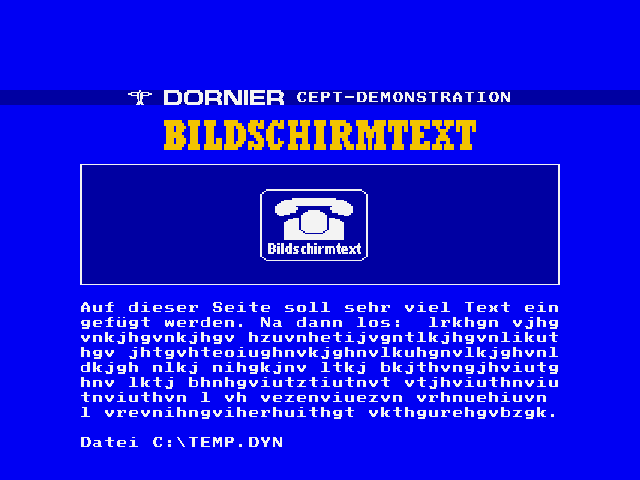 DORNIER CEPT-DEMONSTRATION
BILDSCHIRMTEXT
Bildschirmtext
Auf dieser Seite soll sehr viel Text ein
gefügt werden. Na dann los:  lrkhgn vjhg
vnkjhgvnkjhgv hzuvnhetijvgntlkjhgvnlikut
hgv jhtgvhteoiughnvkjghnvlkuhgnvlkjghvnl
dkjgh nlkj nihgkjnv ltkj bkjthvngjhviutg
hnv lktj bhnhgviutztiutnvt vtjhviuthnviu
tnviuthvn l vh vezenviuezvn vrhnuehiuvn
l vrevnihngviherhuithgt vkthgurehgvbzgk.
Datei C:\TEMP.DYN